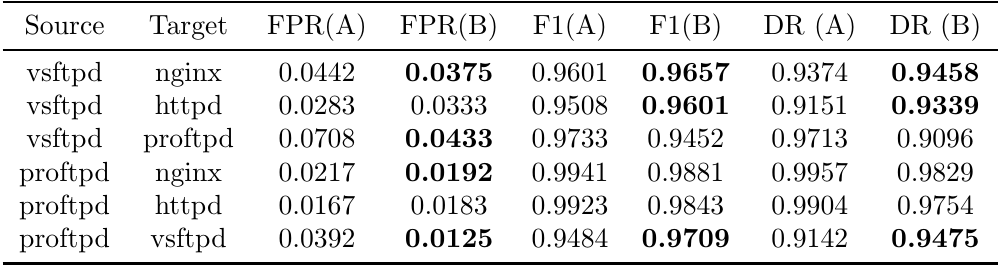 Source Target FPR(A) FPR(B) F1(A) F1(B) DR (A) DR (B)
vsftpd nginx 0.0442 0.0375 0.9601 0.9657 0.9374 0.9458
vsftpd httpd 0.0283 0.0333 0.9508 0.9601 0.9151 0.9339
vsftpd proftpd 0.0708 0.0433 0.9733 0.9452 0.9713 0.9096
proftpd nginx 0.0217 0.0192 0.9941 0.9881 0.9957 0.9829
proftpd httpd 0.0167 0.0183 0.9923 0.9843 0.9904 0.9754
proftpd vsftpd 0.0392 0.0125 0.9484 0.9709 0.9142 0.9475